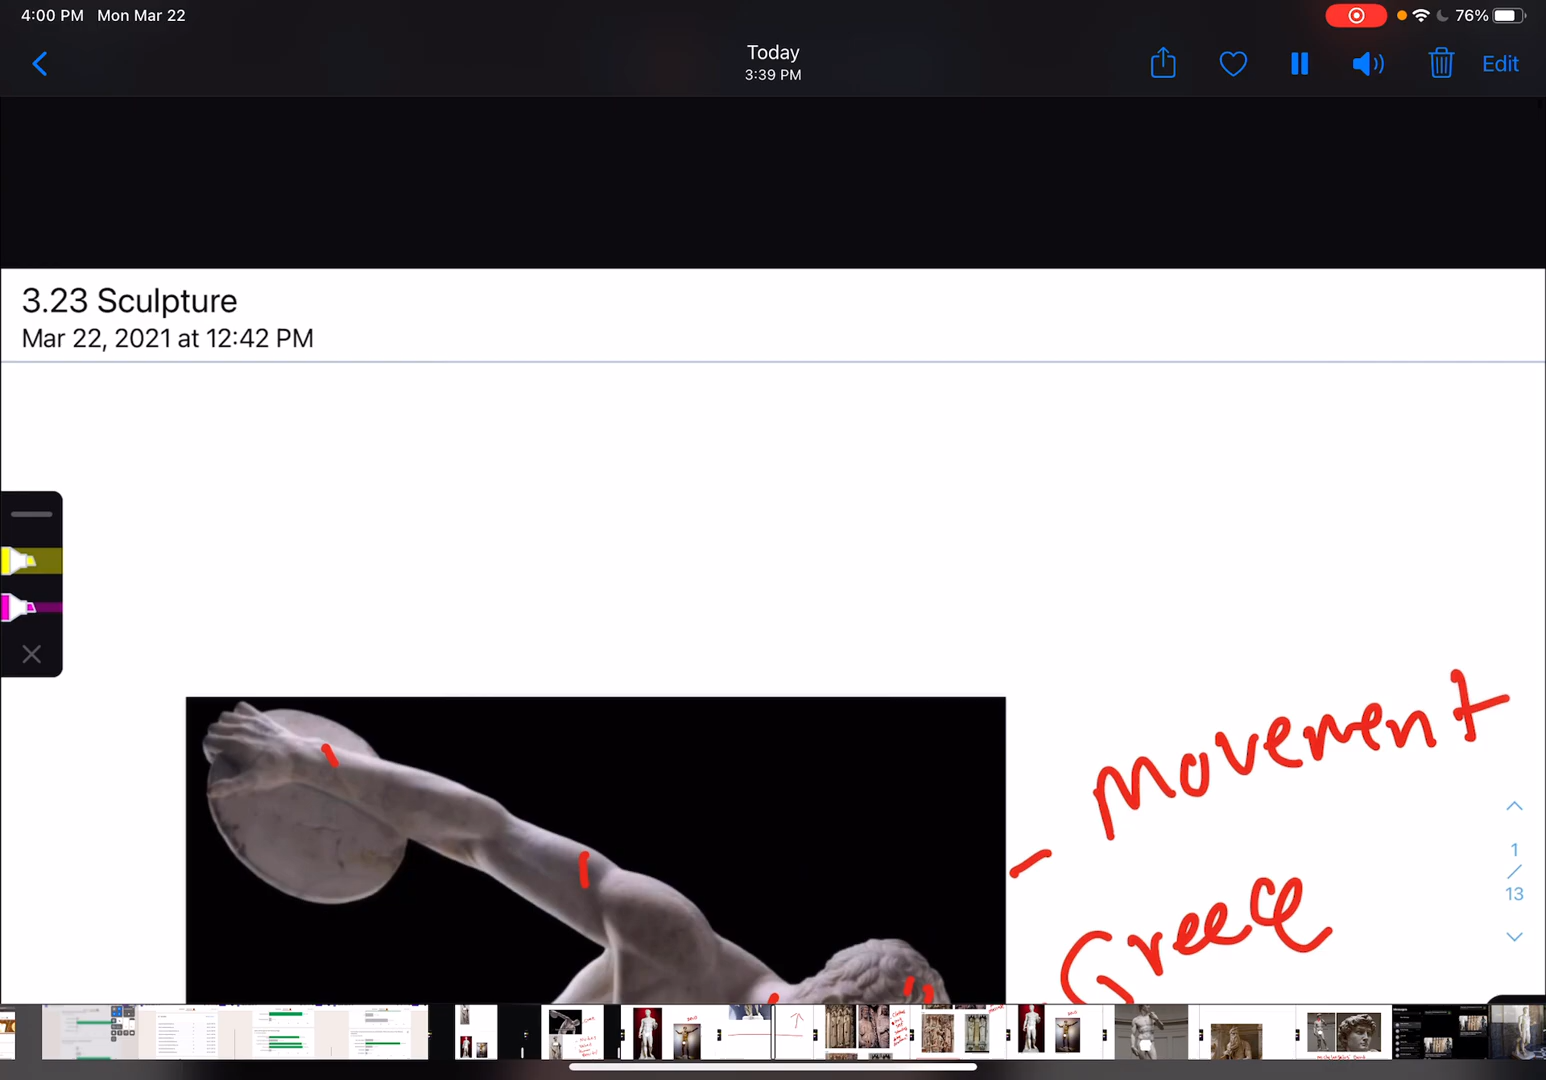 4:00 PM Mon Mar 22
76%
Today
3:39 PM
Edit
3.23 Sculpture
Mar 22, 2021 at 12:42 PM
- Movement
Greece
1
/
13